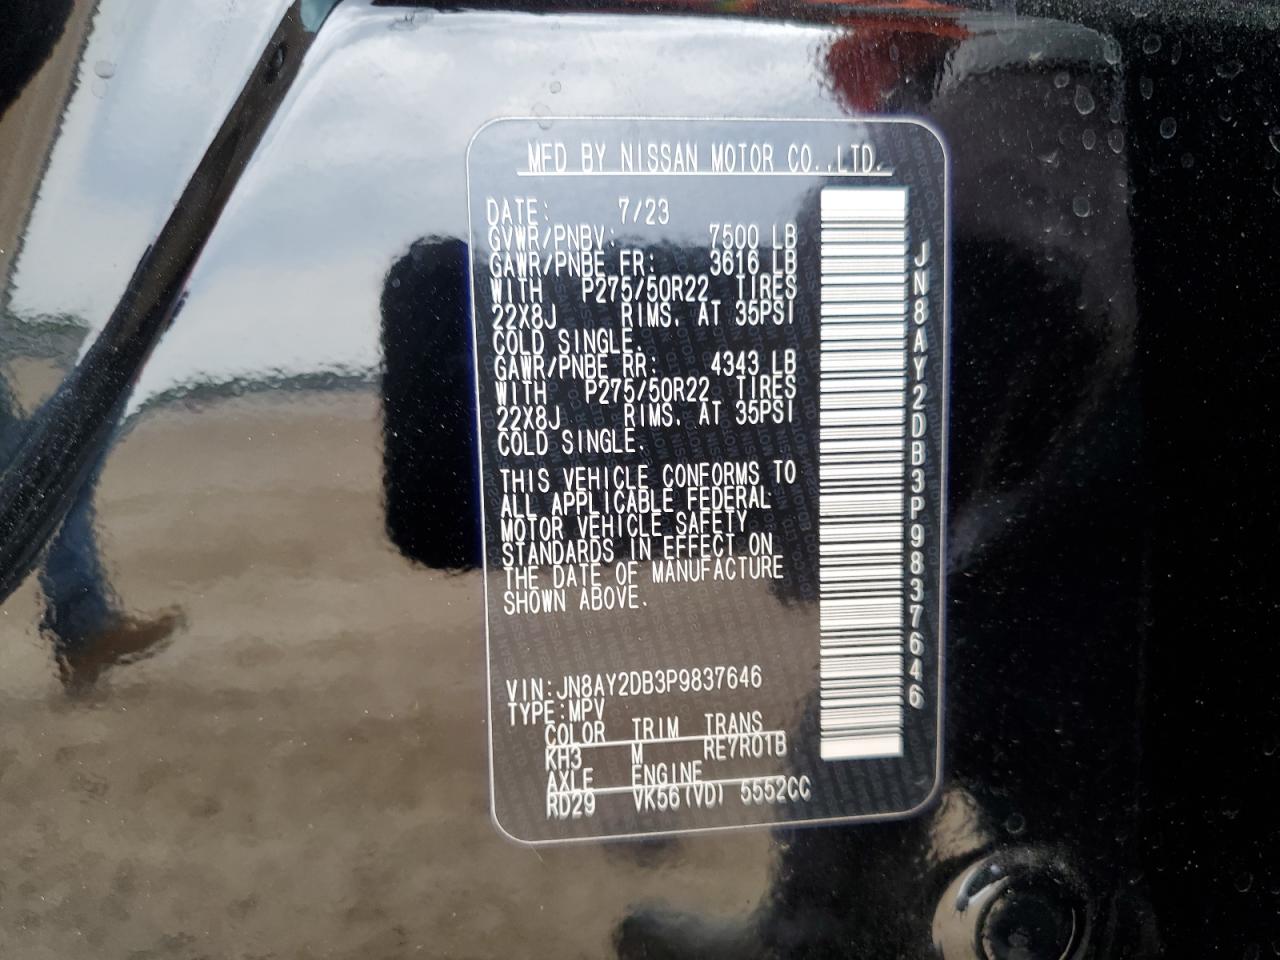 MFD BY NISSAN MOTOR CO.,LTD.
DATE: 7/23
GVWR/PNBV: 7500 LB
GAWR/PNBE FR: 3616 LB
WITH P275/50R22 TIRES
22X8J RIMS. AT 35PSI
COLD SINGLE.
GAWR/PNBE RR: 4343 LB
WITH P275/50R22 TIRES
22X8J RIMS. AT 35PSI
COLD SINGLE.
THIS VEHICLE CONFORMS TO
ALL APPLICABLE FEDERAL
MOTOR VEHICLE SAFETY
STANDARDS IN EFFECT ON
THE DATE OF MANUFACTURE
SHOWN ABOVE.
VIN:JN8AY2DB3P9837646
TYPE:MPV
COLOR TRIM TRANS
KH3 M RE7R01B
AXLE ENGINE
RD29 VK56(VD) 5552CC
JN8AY2DB3P9837646